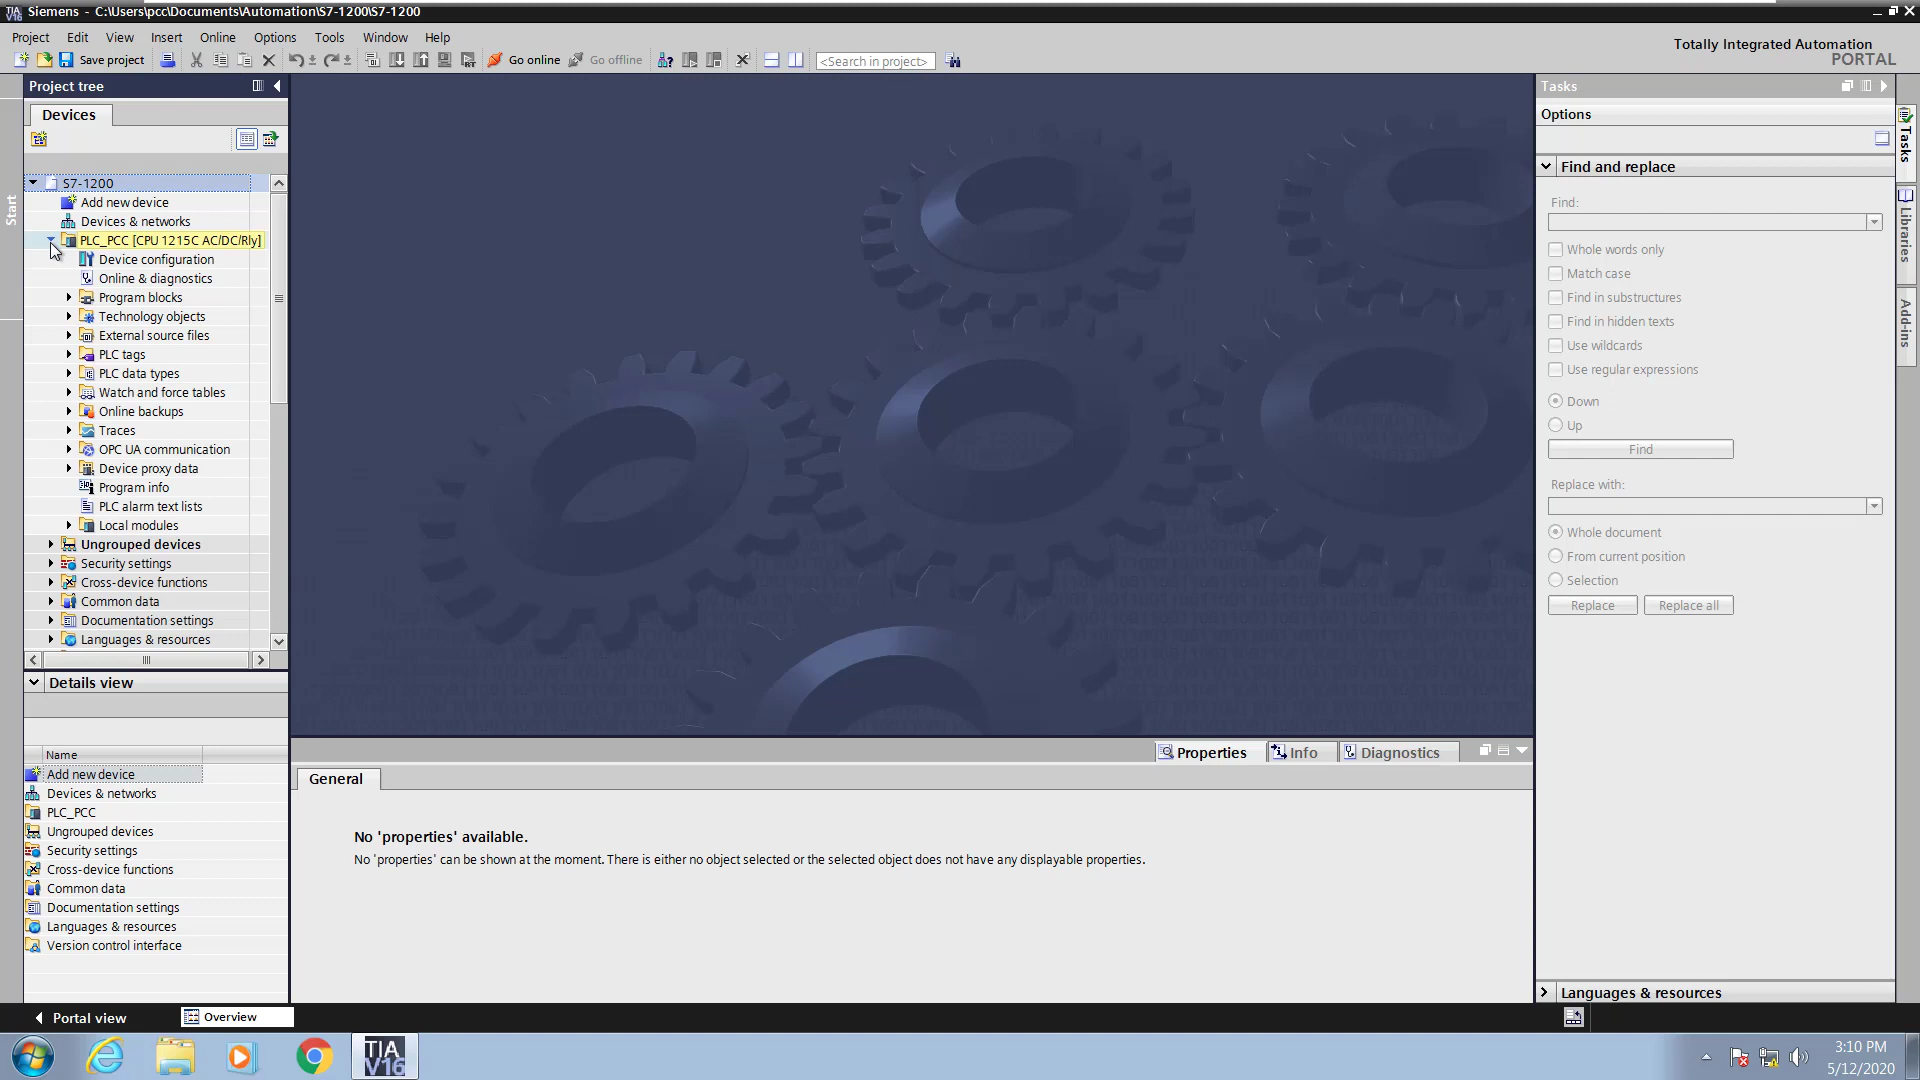 Siemens - C:\Users\pcc\Documents\Automation\S7-1200\S7-1200
Project Edit View Insert Online Options Tools Window Help
Totally Integrated Automation
PORTAL
Save project
Go online
Go offline
<Search in project>
Project tree
Devices
Start
S7-1200
Add new device
Devices & networks
PLC_PCC [CPU 1215C AC/DC/Rly]
Device configuration
Online & diagnostics
Program blocks
Technology objects
External source files
PLC tags
PLC data types
Watch and force tables
Online backups
Traces
OPC UA communication
Device proxy data
Program info
PLC alarm text lists
Local modules
Ungrouped devices
Security settings
Cross-device functions
Common data
Documentation settings
Languages & resources
Details view
Name
Add new device
Devices & networks
PLC_PCC
Ungrouped devices
Security settings
Cross-device functions
Common data
Documentation settings
Languages & resources
Version control interface
Properties
Info
Diagnostics
General
No 'properties' available.
No 'properties' can be shown at the moment. There is either no object selected or the selected object does not have any displayable properties.
Tasks
Options
Find and replace
Find:
Whole words only
Match case
Find in substructures
Find in hidden texts
Use wildcards
Use regular expressions
Down
Up
Find
Replace with:
Whole document
From current position
Selection
Replace
Replace all
Languages & resources
Tasks
Libraries
Add-ins
Portal view
Overview
TIA
V16
3:10 PM
5/12/2020